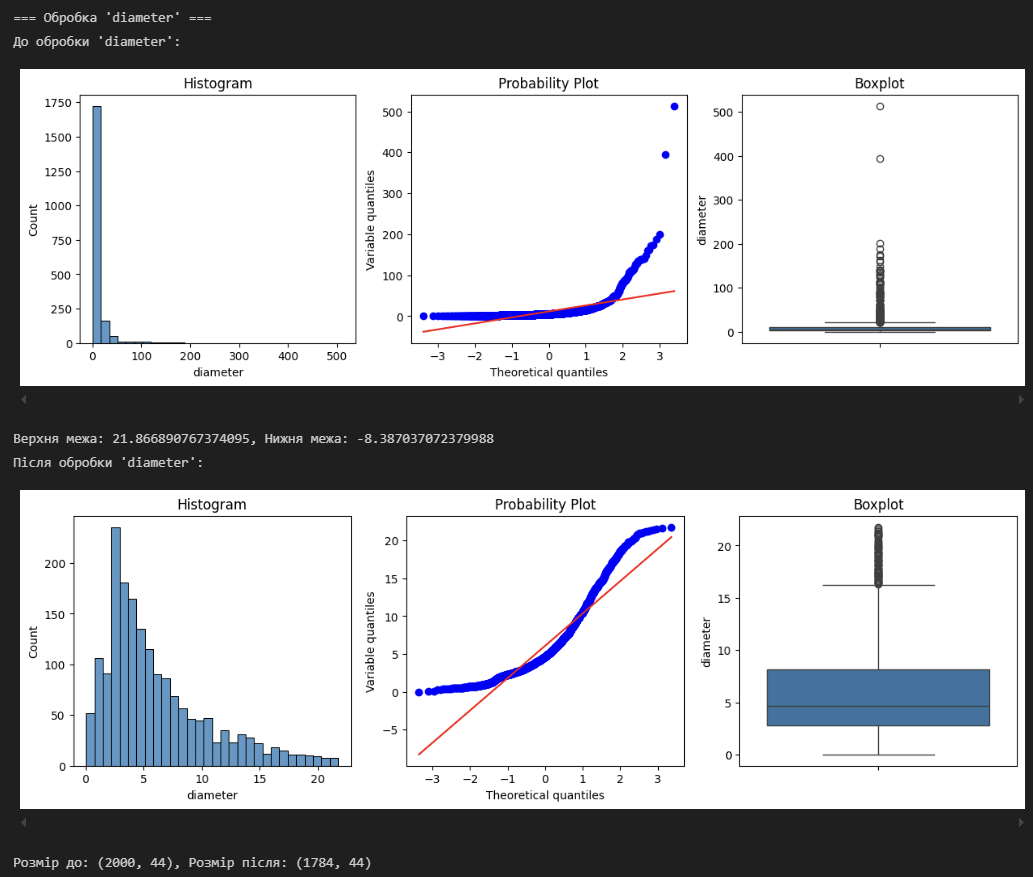 === Обробка 'diameter' ===
До обробки 'diameter':
Histogram
Probability Plot
Boxplot
1750
1500
1250
1000
750
500
250
0
Count
0 100 200 300 400 500
diameter
500
400
300
200
100
0
Variable quantiles
−3 −2 −1 0 1 2 3
Theoretical quantiles
500
400
300
200
100
0
diameter
Верхня межа: 21.866890767374095, Нижня межа: -8.387037072379988
Після обробки 'diameter':
Histogram
Probability Plot
Boxplot
200
150
100
50
0
Count
0 5 10 15 20
diameter
20
15
10
5
0
−5
Variable quantiles
−3 −2 −1 0 1 2 3
Theoretical quantiles
20
15
10
5
0
diameter
Розмір до: (2000, 44), Розмір після: (1784, 44)